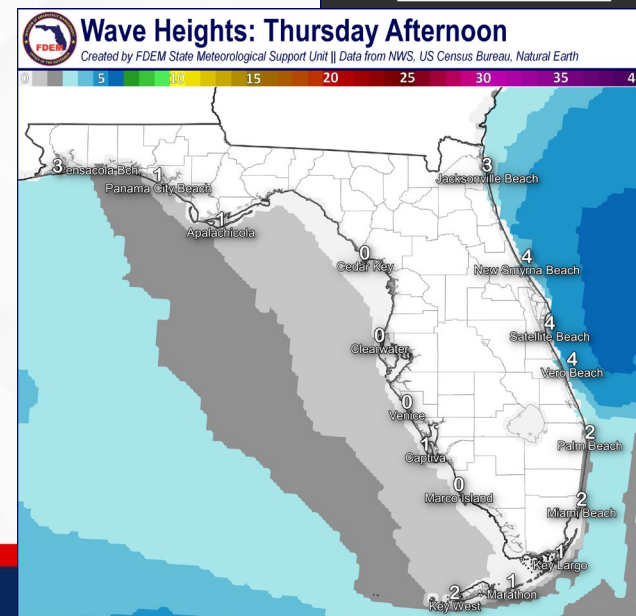 FDEM
Wave Heights: Thursday Afternoon
Created by FDEM State Meteorological Support Unit || Data from NWS, US Census Bureau, Natural Earth
0 5 10 15 20 25 30 35 4
3
Pensacola Bch
1
Panama City Beach
1
Apalachicola
3
Jacksonville Beach
0
Cedar Key
4
New Smyrna Beach
0
Clearwater
4
Satellite Beach
4
Vero Beach
0
Venice
1
Captiva
2
Palm Beach
0
Marco Island
2
Miami Beach
1
Key Largo
1
Marathon
2
Key West